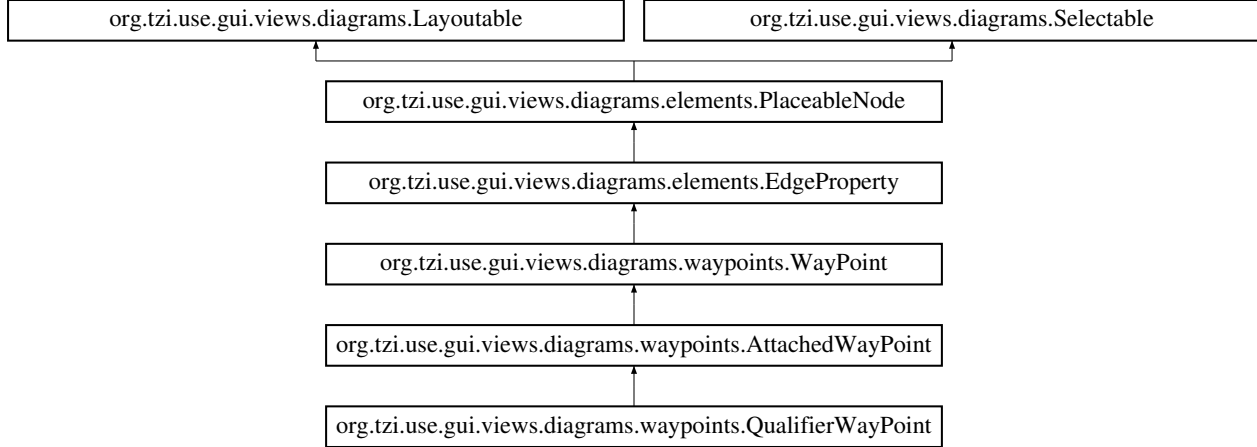 org.tzi.use.gui.views.diagrams.Layoutable
org.tzi.use.gui.views.diagrams.Selectable
org.tzi.use.gui.views.diagrams.elements.PlaceableNode
org.tzi.use.gui.views.diagrams.elements.EdgeProperty
org.tzi.use.gui.views.diagrams.waypoints.WayPoint
org.tzi.use.gui.views.diagrams.waypoints.AttachedWayPoint
org.tzi.use.gui.views.diagrams.waypoints.QualifierWayPoint